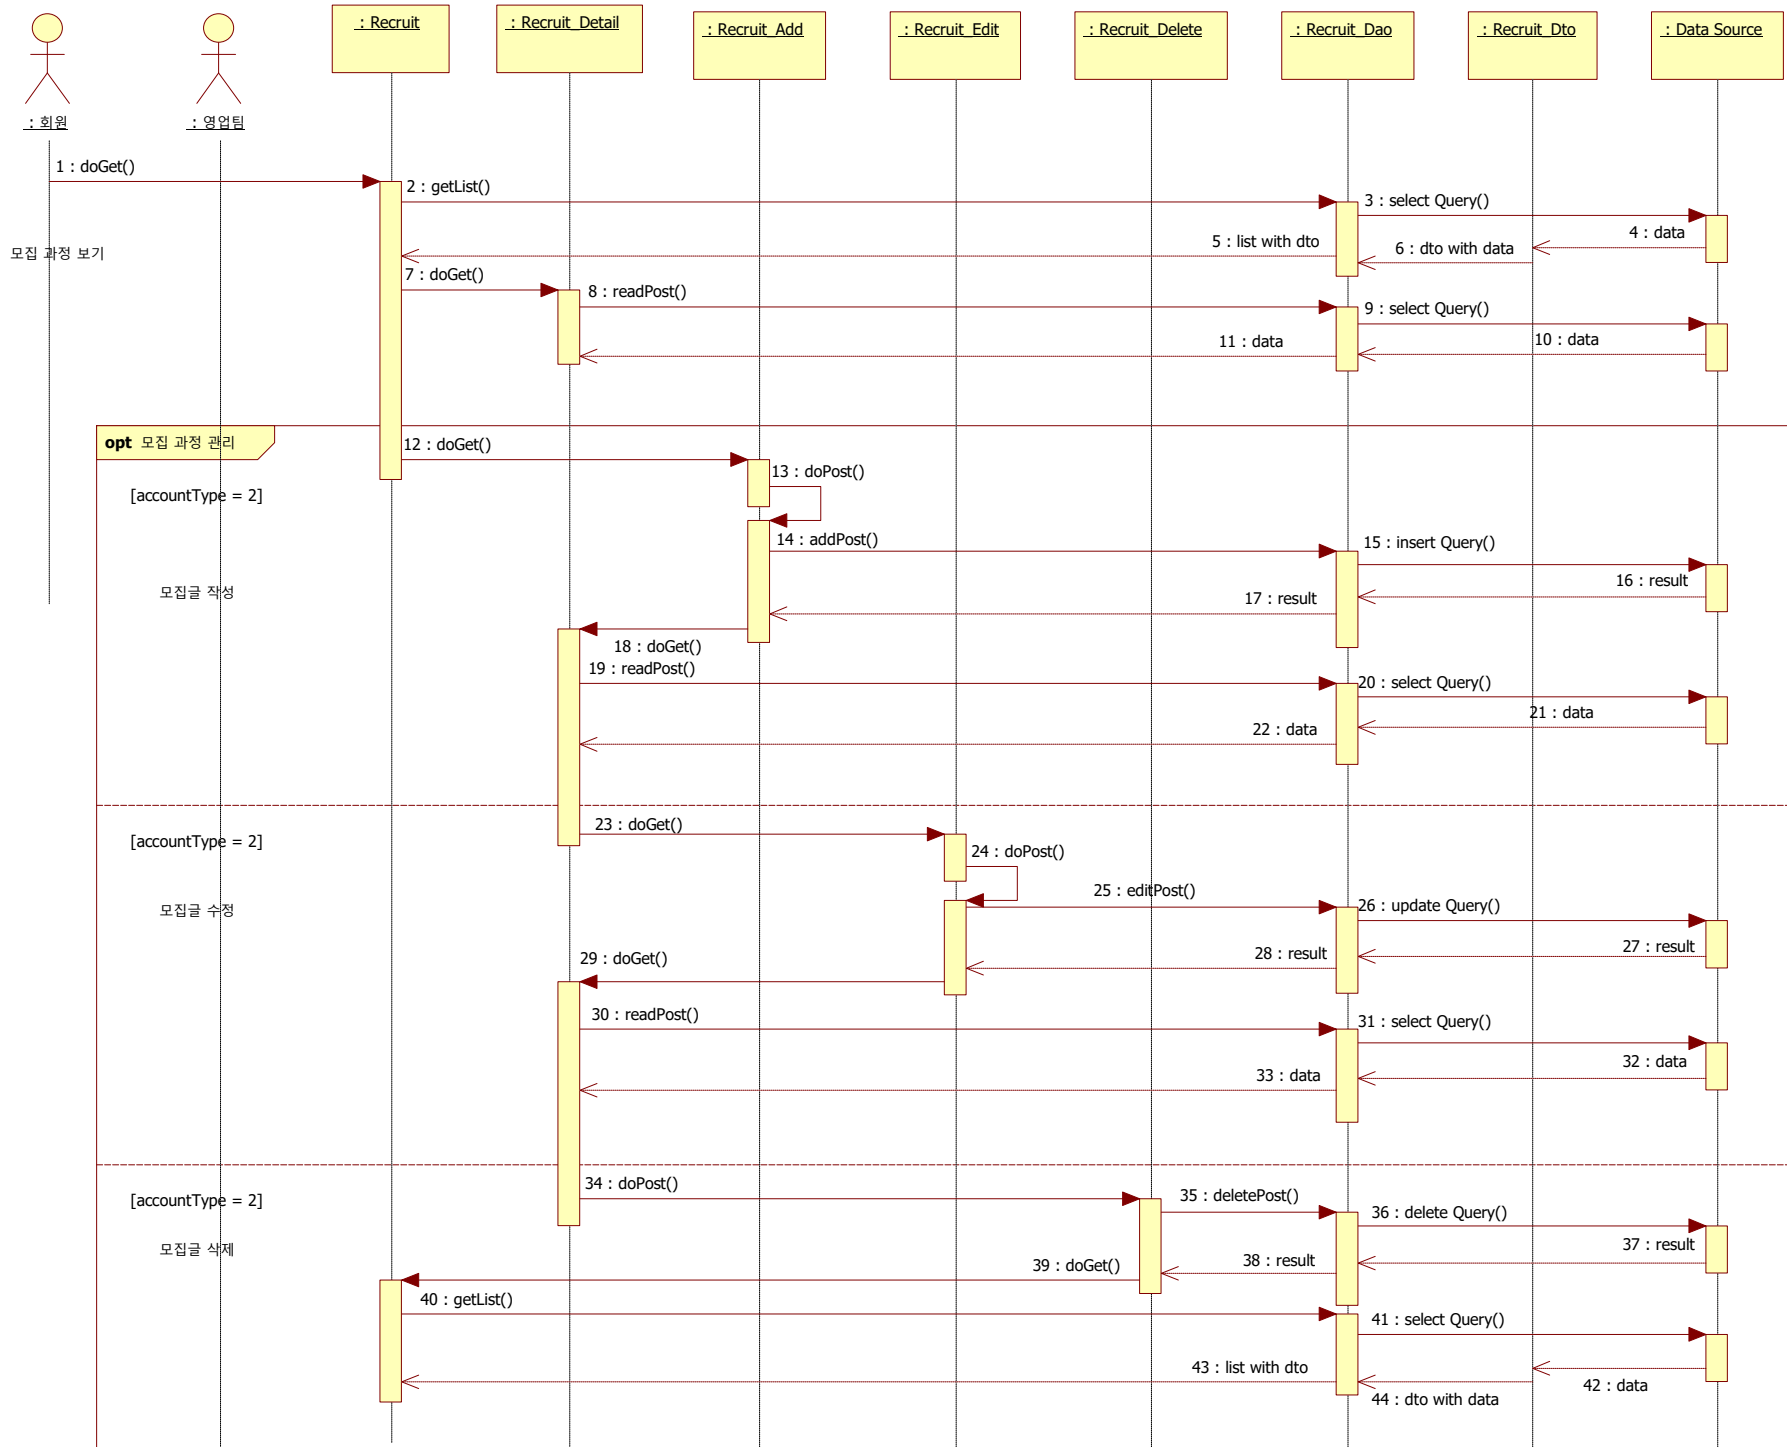 : Recruit
: Recruit_Detail
: Recruit_Add
: Recruit_Edit
: Recruit_Delete
: Recruit_Dao
: Recruit_Dto
: Data Source
: 회원
: 영업팀
1 : doGet()
2 : getList()
3 : select Query()
4 : data
5 : list with dto
6 : dto with data
모집 과정 보기
7 : doGet()
8 : readPost()
9 : select Query()
10 : data
11 : data
opt 모집 과정 관리
12 : doGet()
13 : doPost()
[accountType = 2]
14 : addPost()
15 : insert Query()
16 : result
모집글 작성
17 : result
18 : doGet()
19 : readPost()
20 : select Query()
21 : data
22 : data
23 : doGet()
[accountType = 2]
24 : doPost()
25 : editPost()
모집글 수정
26 : update Query()
27 : result
28 : result
29 : doGet()
30 : readPost()
31 : select Query()
32 : data
33 : data
34 : doPost()
[accountType = 2]
35 : deletePost()
36 : delete Query()
모집글 삭제
37 : result
38 : result
39 : doGet()
40 : getList()
41 : select Query()
43 : list with dto
42 : data
44 : dto with data